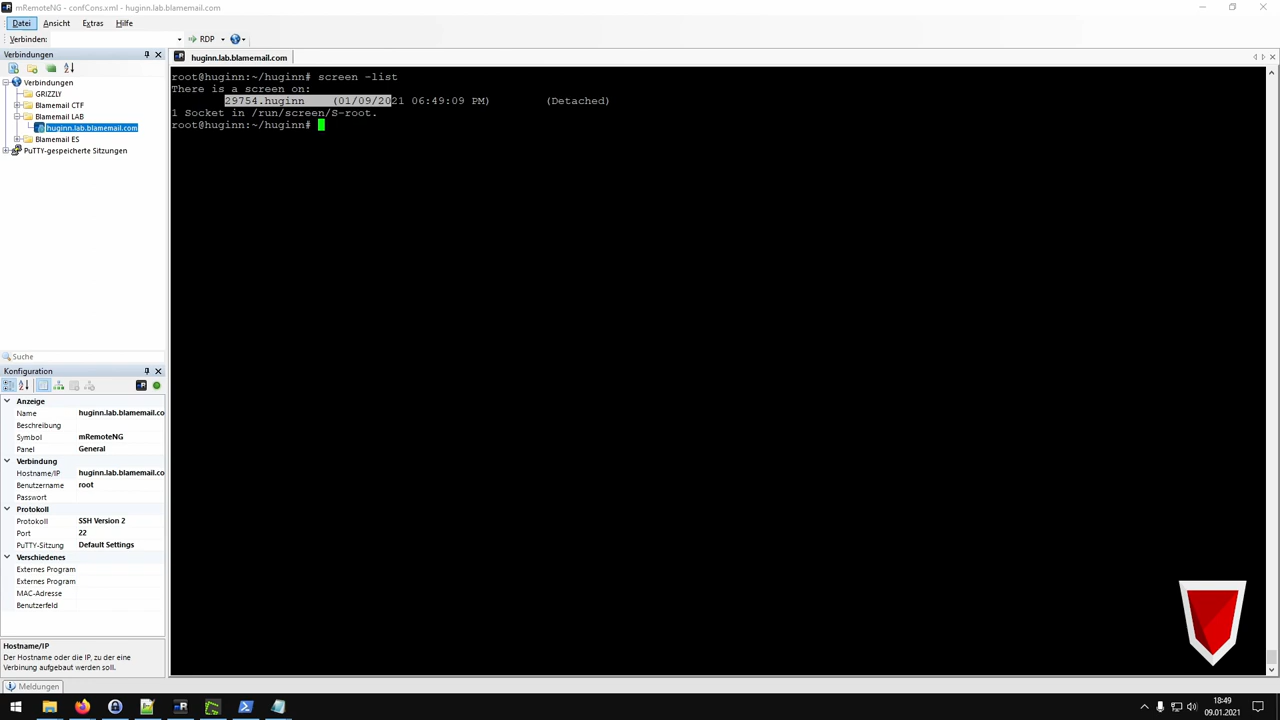 mRemoteNG - confCons.xml - huginn.lab.blamemail.com
Datei Ansicht Extras Hilfe
Verbinden: RDP
Verbindungen
huginn.lab.blamemail.com
Verbindungen
GRIZZLY
Blamemail CTF
Blamemail LAB
huginn.lab.blamemail.com
Blamemail ES
PuTTY-gespeicherte Sitzungen
root@huginn:~/huginn# screen -list
There is a screen on:
29754.huginn (01/09/2021 06:49:09 PM) (Detached)
1 Socket in /run/screen/S-root.
root@huginn:~/huginn#
Suche
Konfiguration
Anzeige
Name huginn.lab.blamemail.co
Beschreibung
Symbol mRemoteNG
Panel General
Verbindung
Hostname/IP huginn.lab.blamemail.co
Benutzername root
Passwort
Protokoll
Protokoll SSH Version 2
Port 22
PuTTY-Sitzung Default Settings
Verschiedenes
Externes Program
Externes Program
MAC-Adresse
Benutzerfeld
Hostname/IP
Der Hostname oder die IP, zu der eine
Verbinung aufgebaut werden soll.
Meldungen
18:49
09.01.2021